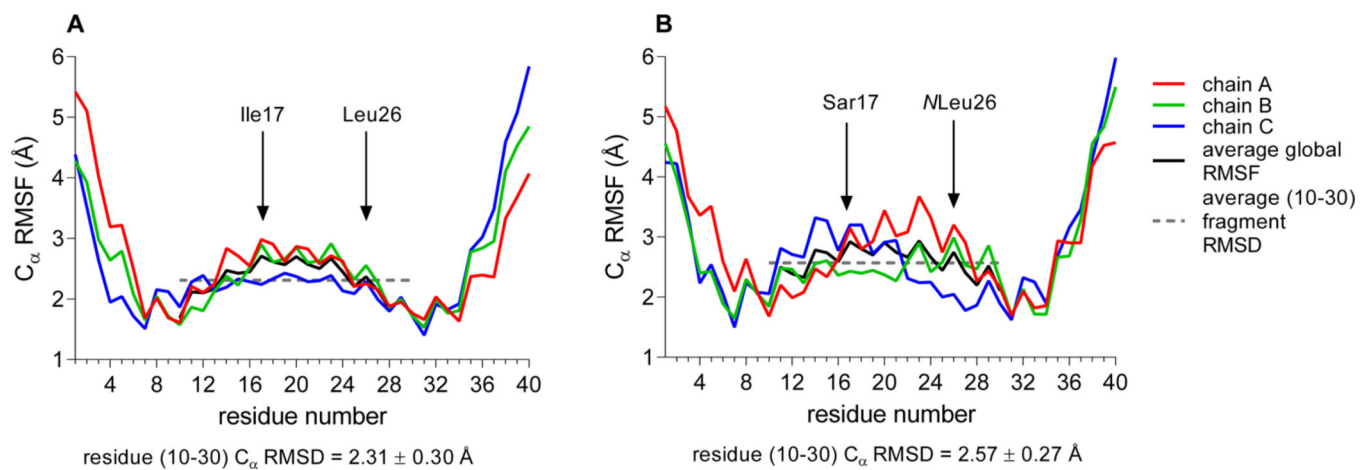 A
B
6
5
4
3
2
1
Cα RMSF (Å)
Ile17
Leu26
4 8 12 16 20 24 28 32 36 40
residue number
residue (10-30) Cα RMSD = 2.31 ± 0.30 Å
6
5
4
3
2
1
Cα RMSF (Å)
Sar17
NLeu26
4 8 12 16 20 24 28 32 36 40
residue number
residue (10-30) Cα RMSD = 2.57 ± 0.27 Å
chain A
chain B
chain C
average global
RMSF
average (10-30)
fragment
RMSD